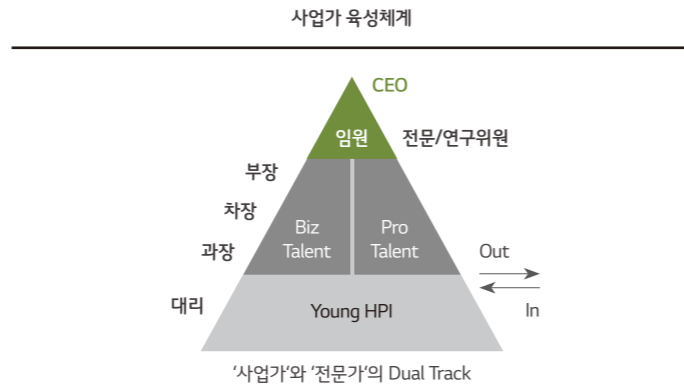 사업가 육성체계
CEO
임원
전문/연구위원
부장
차장
과장
Biz
Talent
Pro
Talent
Out
In
대리
Young HPI
'사업가'와 '전문가'의 Dual Track